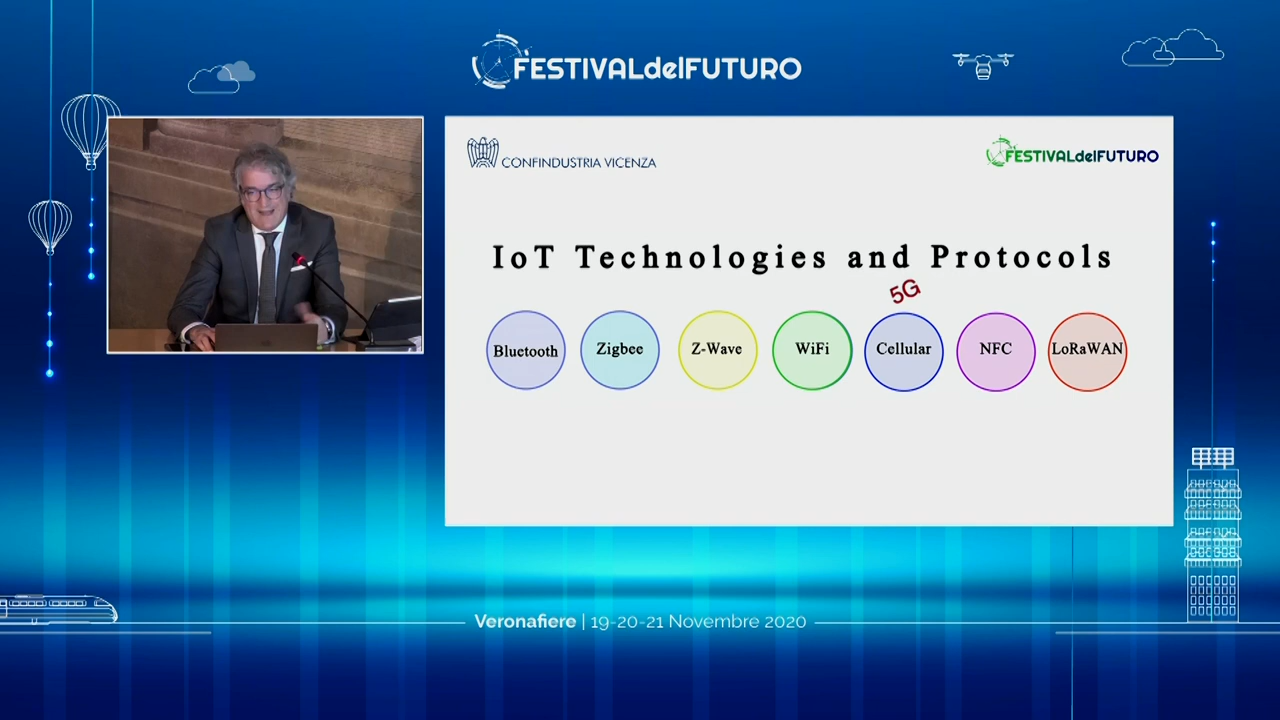 FESTIVALdelFUTURO
CONFINDUSTRIA VICENZA
FESTIVALdelFUTURO
IoT Technologies and Protocols
5G
Bluetooth
Zigbee
Z-Wave
WiFi
Cellular
NFC
LoRaWAN
Veronafiere | 19-20-21 Novembre 2020